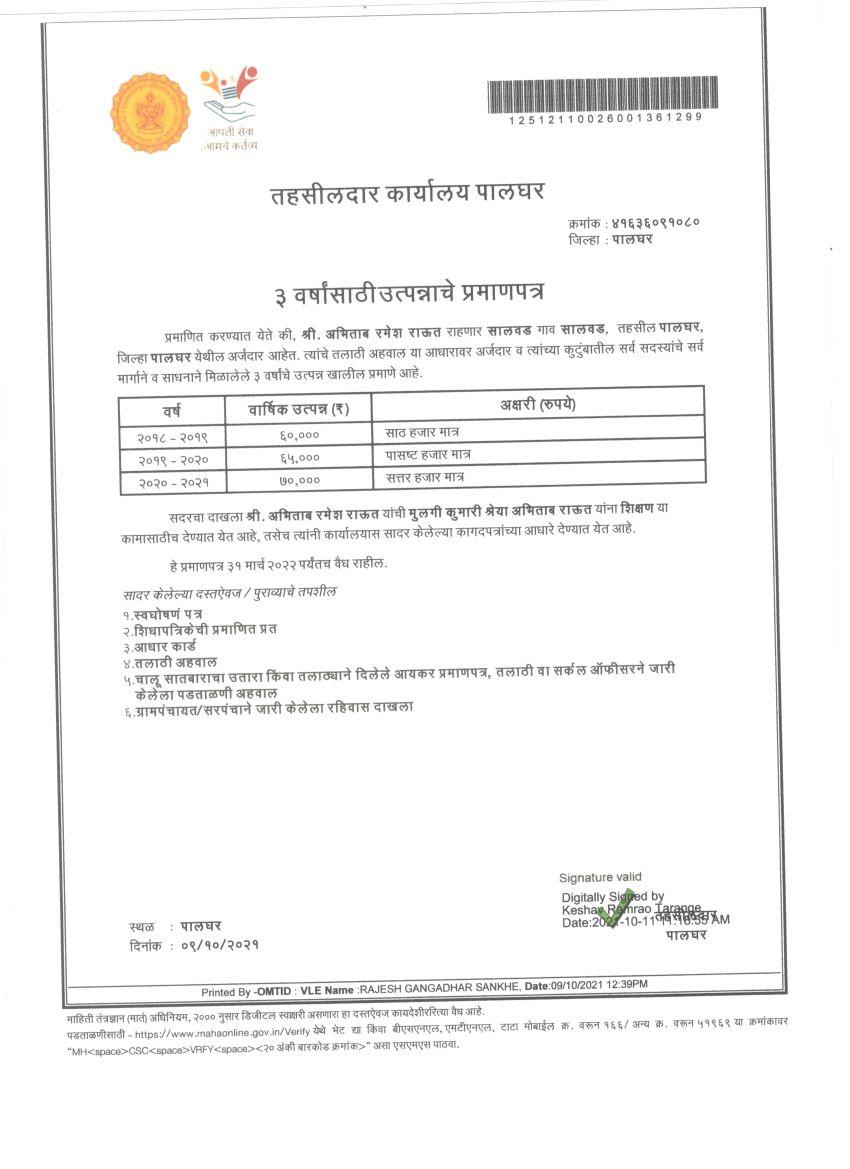 आपली सेवा
आमचे कर्तव्य
12512110026001361299
तहसीलदार कार्यालय पालघर
क्रमांक : ४१६३६०९१०८०
जिल्हा : पालघर
३ वर्षांसाठी उत्पन्नाचे प्रमाणपत्र
प्रमाणित करण्यात येते की, श्री. अमिताब रमेश राऊत राहणार सालवड गाव सालवड, तहसील पालघर,
जिल्हा पालघर येथील अर्जदार आहेत. त्यांचे तलाठी अहवाल या आधारावर अर्जदार व त्यांच्या कुटुंबातील सर्व सदस्यांचे सर्व
मार्गाने व साधनाने मिळालेले ३ वर्षांचे उत्पन्न खालील प्रमाणे आहे.
वर्ष वार्षिक उत्पन्न (₹) अक्षरी (रुपये)
२०१८ - २०१९ ६०,००० साठ हजार मात्र
२०१९ - २०२० ६५,००० पासष्ट हजार मात्र
२०२० - २०२१ ७०,००० सत्तर हजार मात्र
सदरचा दाखला श्री. अमिताब रमेश राऊत यांची मुलगी कुमारी श्रेया अमिताब राऊत यांना शिक्षण या
कामासाठीच देण्यात येत आहे, तसेच त्यांनी कार्यालयास सादर केलेल्या कागदपत्रांच्या आधारे देण्यात येत आहे.
हे प्रमाणपत्र ३१ मार्च २०२२ पर्यंतच वैध राहील.
सादर केलेल्या दस्तऐवज / पुराव्याचे तपशील
१.स्वघोषणं पत्र
२.शिधापत्रिकेची प्रमाणित प्रत
३.आधार कार्ड
४.तलाठी अहवाल
५.चालू सातबाराचा उतारा किंवा तलाठ्याने दिलेले आयकर प्रमाणपत्र, तलाठी वा सर्कल ऑफीसरने जारी
केलेला पडताळणी अहवाल
६.ग्रामपंचायत/सरपंचाने जारी केलेला रहिवास दाखला
Signature valid
Digitally Signed by
Keshav Ramrao Tarange
Date:2021-10-11 11:16:35 AM
तहसीलदार
पालघर
स्थळ : पालघर
दिनांक : ०९/१०/२०२१
Printed By -OMTID : VLE Name :RAJESH GANGADHAR SANKHE, Date:09/10/2021 12:39PM
माहिती तंत्रज्ञान (मातं) अधिनियम, २००० नुसार डिजीटल स्वाक्षरी असणारा हा दस्तऐवज कायदेशीररित्या वैध आहे.
पडताळणीसाठी - https://www.mahaonline.gov.in/Verify येथे भेट द्या किंवा बीएसएनएल, एमटीएनएल, टाटा मोबाईल क्र. वरून १६६/ अन्य क्र. वरून ५१९६९ या क्रमांकावर
"MH<space>CSC<space>VRFY<space><२० अंकी बारकोड क्रमांक>" असा एसएमएस पाठवा.